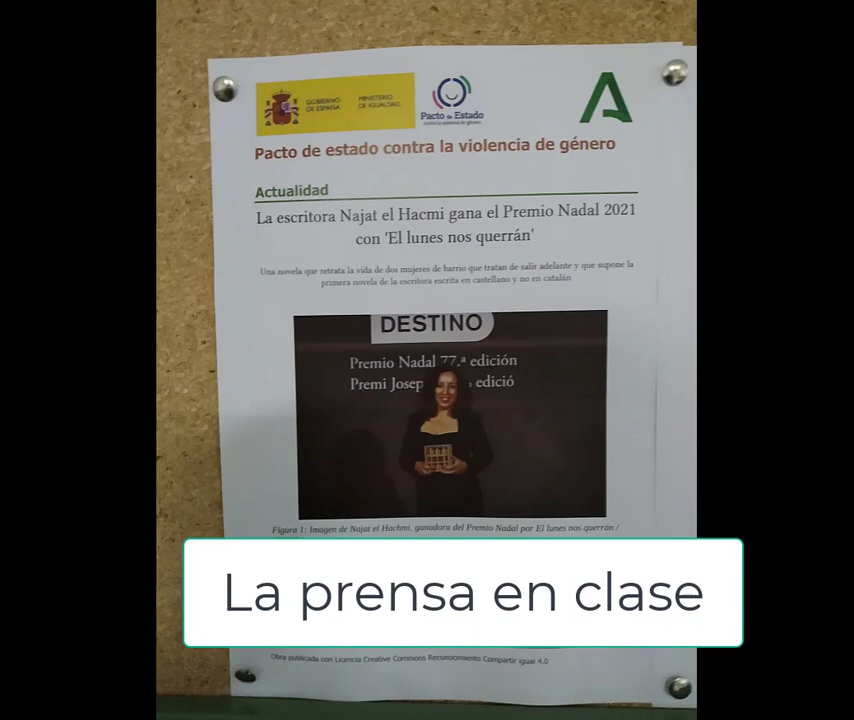 GOBIERNO MINISTERIO
DE ESPAÑA DE IGUALDAD
Pacto de Estado
contra la violencia de género
Pacto de estado contra la violencia de género
Actualidad
La escritora Najat el Hacmi gana el Premio Nadal 2021
con 'El lunes nos querrán'
Una novela que retrata la vida de dos mujeres de barrio que tratan de salir adelante y que supone la
primera novela de la escritora escrita en castellano y no en catalán
DESTINO
Premio Nadal 77.ª edición
Premi Josep edició
Figura 1: Imagen de Najat el Hachmi, ganadora del Premio Nadal por El lunes nos querrán /
La prensa en clase
Obra publicada con Licencia Creative Commons Reconocimiento Compartir igual 4.0